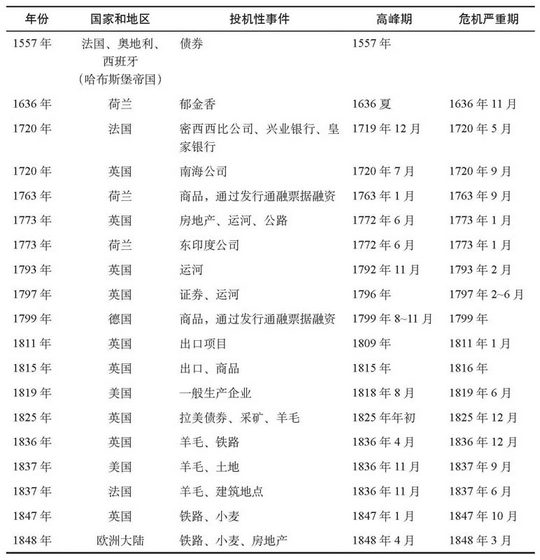 年份 国家和地区 投机性事件 高峰期 危机严重期
1557 年 法国、奥地利、 债券 1557 年
西班牙
（哈布斯堡帝国）
1636 年 荷兰 郁金香 1636 夏 1636 年 11 月
1720 年 法国 密西西比公司、兴业银行、皇 1719 年 12 月 1720 年 5 月
家银行
1720 年 英国 南海公司 1720 年 7 月 1720 年 9 月
1763 年 荷兰 商品，通过发行通融票据融资 1763 年 1 月 1763 年 9 月
1773 年 英国 房地产、运河、公路 1772 年 6 月 1773 年 1 月
1773 年 荷兰 东印度公司 1772 年 6 月 1773 年 1 月
1793 年 英国 运河 1792 年 11 月 1793 年 2 月
1797 年 英国 证券、运河 1796 年 1797 年 2~6 月
1799 年 德国 商品，通过发行通融票据融资 1799 年 8~11 月 1799 年
1811 年 英国 出口项目 1809 年 1811 年 1 月
1815 年 英国 出口、商品 1815 年 1816 年
1819 年 美国 一般生产企业 1818 年 8 月 1819 年 6 月
1825 年 英国 拉美债券、采矿、羊毛 1825 年年初 1825 年 12 月
1836 年 英国 羊毛、铁路 1836 年 4 月 1836 年 12 月
1837 年 美国 羊毛、土地 1836 年 11 月 1837 年 9 月
1837 年 法国 羊毛、建筑地点 1836 年 11 月 1837 年 6 月
1847 年 英国 铁路、小麦 1847 年 1 月 1847 年 10 月
1848 年 欧洲大陆 铁路、小麦、房地产 1848 年 4 月 1848 年 3 月